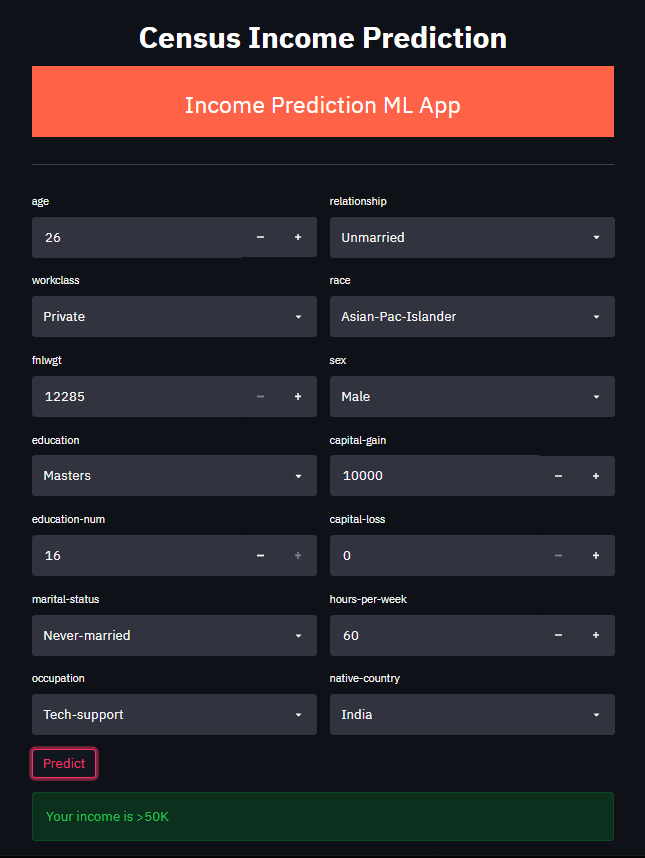 Census Income Prediction
Income Prediction ML App
age
26
relationship
Unmarried
workclass
Private
race
Asian-Pac-Islander
fnlwgt
12285
sex
Male
education
Masters
capital-gain
10000
education-num
16
capital-loss
0
marital-status
Never-married
hours-per-week
60
occupation
Tech-support
native-country
India
Predict
Your income is >50K